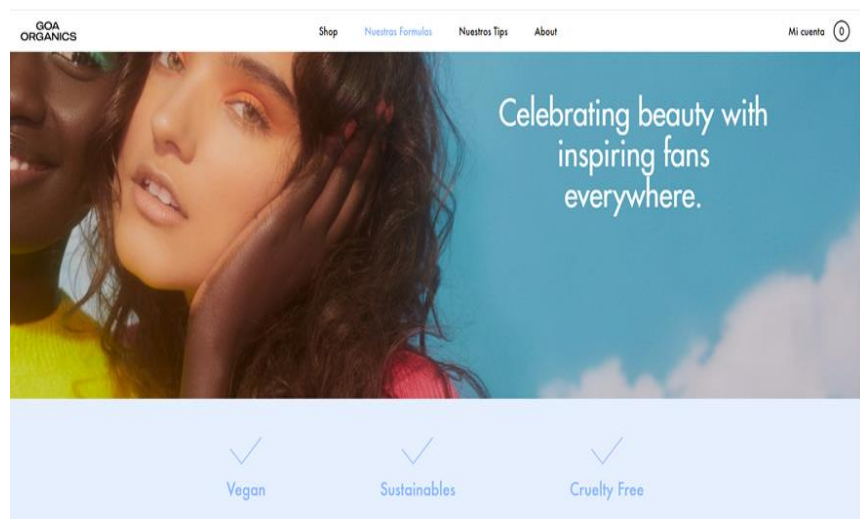 GOA
ORGANICS
Shop
Nuestras Formulas
Nuestros Tips
About
Mi cuenta
0
Celebrating beauty with
inspiring fans
everywhere.
Vegan
Sustainables
Cruelty Free